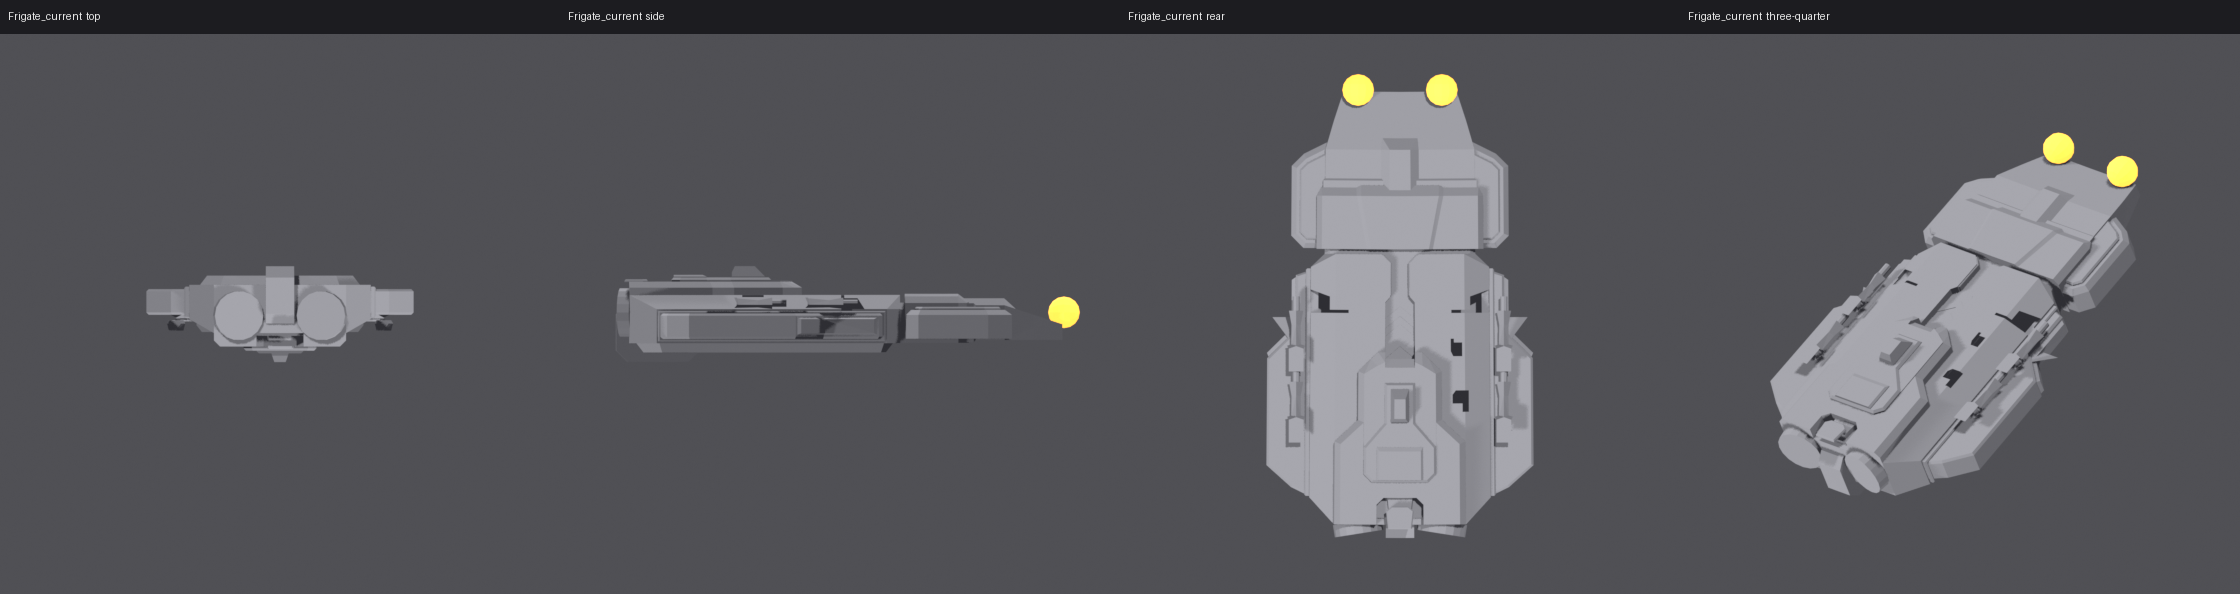 Frigate_current top
Frigate_current side
Frigate_current rear
Frigate_current three-quarter